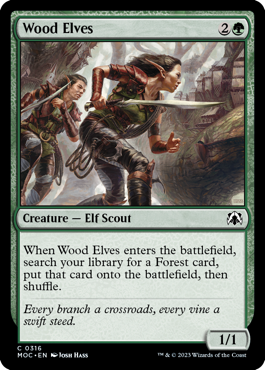 Wood Elves 2
Creature — Elf Scout
When Wood Elves enters the battlefield,
search your library for a Forest card,
put that card onto the battlefield, then
shuffle.
Every branch a crossroads, every vine a
swift steed.
1/1
C 0316
MOC • EN Josh Hass ™ & © 2023 Wizards of the Coast